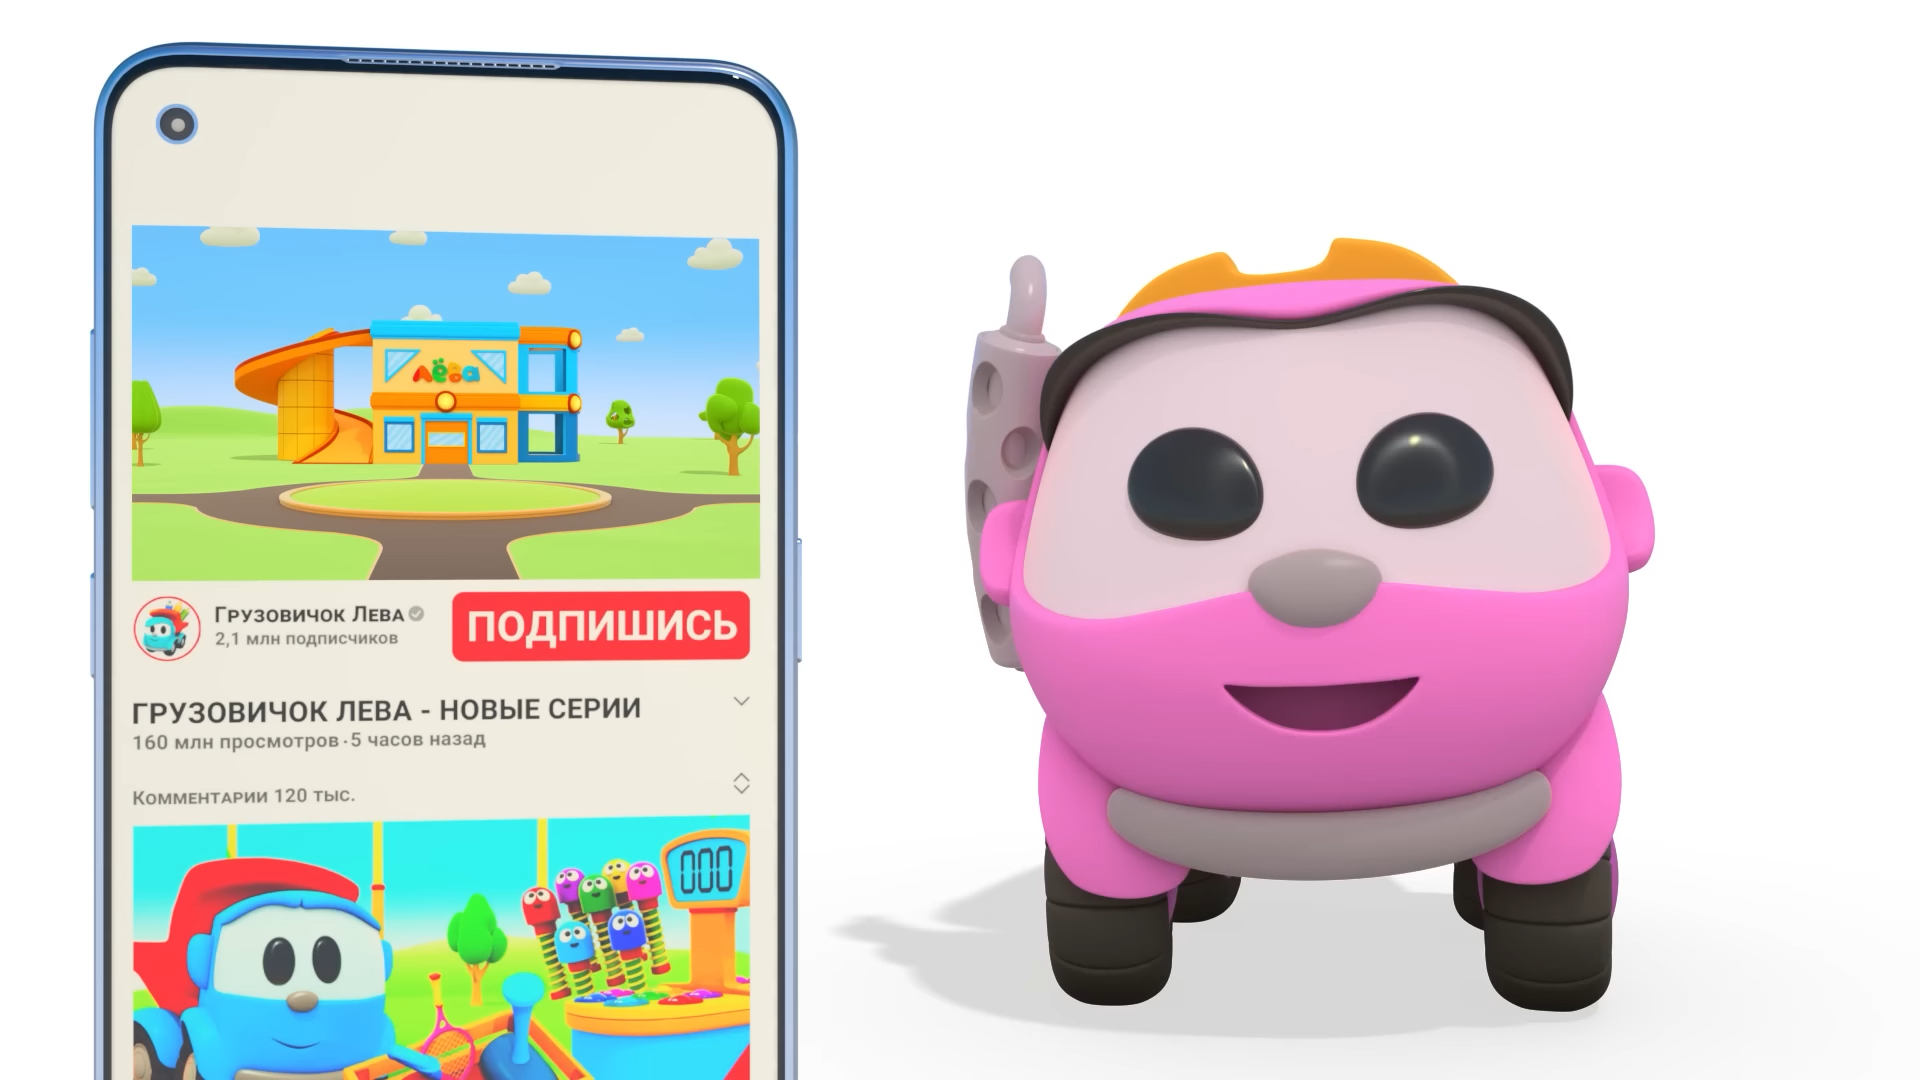 лёва
Грузовичок Лева
2,1 млн подписчиков
ПОДПИШИСЬ
ГРУЗОВИЧОК ЛЕВА - НОВЫЕ СЕРИИ
160 млн просмотров · 5 часов назад
Комментарии 120 тыс.
000